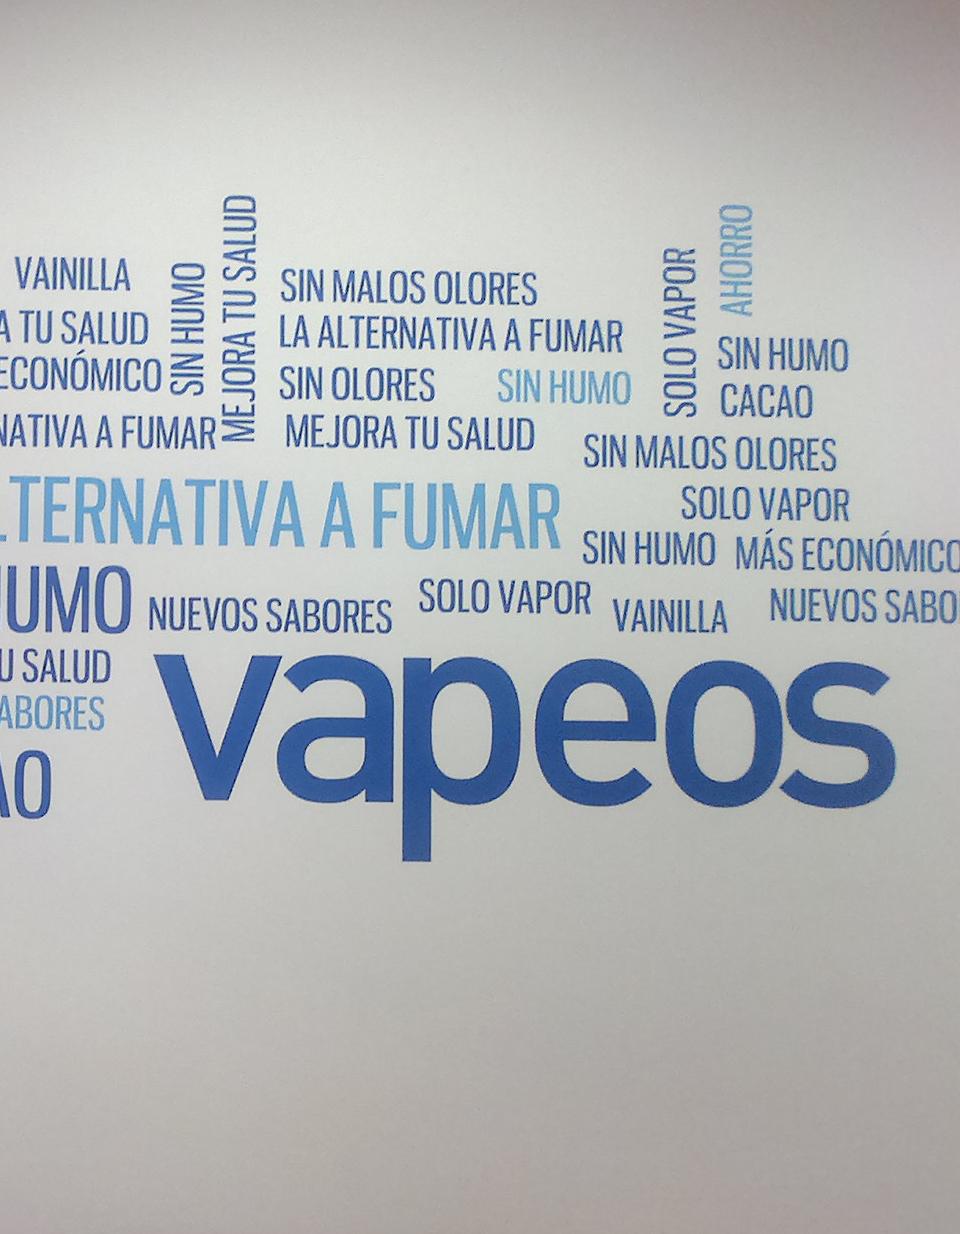 VAINILLA
A TU SALUD
ECONÓMICO
NATIVA A FUMAR
SIN HUMO
MEJORA TU SALUD
SIN MALOS OLORES
LA ALTERNATIVA A FUMAR
SIN OLORES
SIN HUMO
MEJORA TU SALUD
SOLO VAPOR
AHORRO
SIN HUMO
CACAO
SIN MALOS OLORES
SOLO VAPOR
LTERNATIVA A FUMAR
SIN HUMO
MÁS ECONÓMICO
HUMO
NUEVOS SABORES
SOLO VAPOR
VAINILLA
NUEVOS SABO
U SALUD
ABORES
AO
vapeos